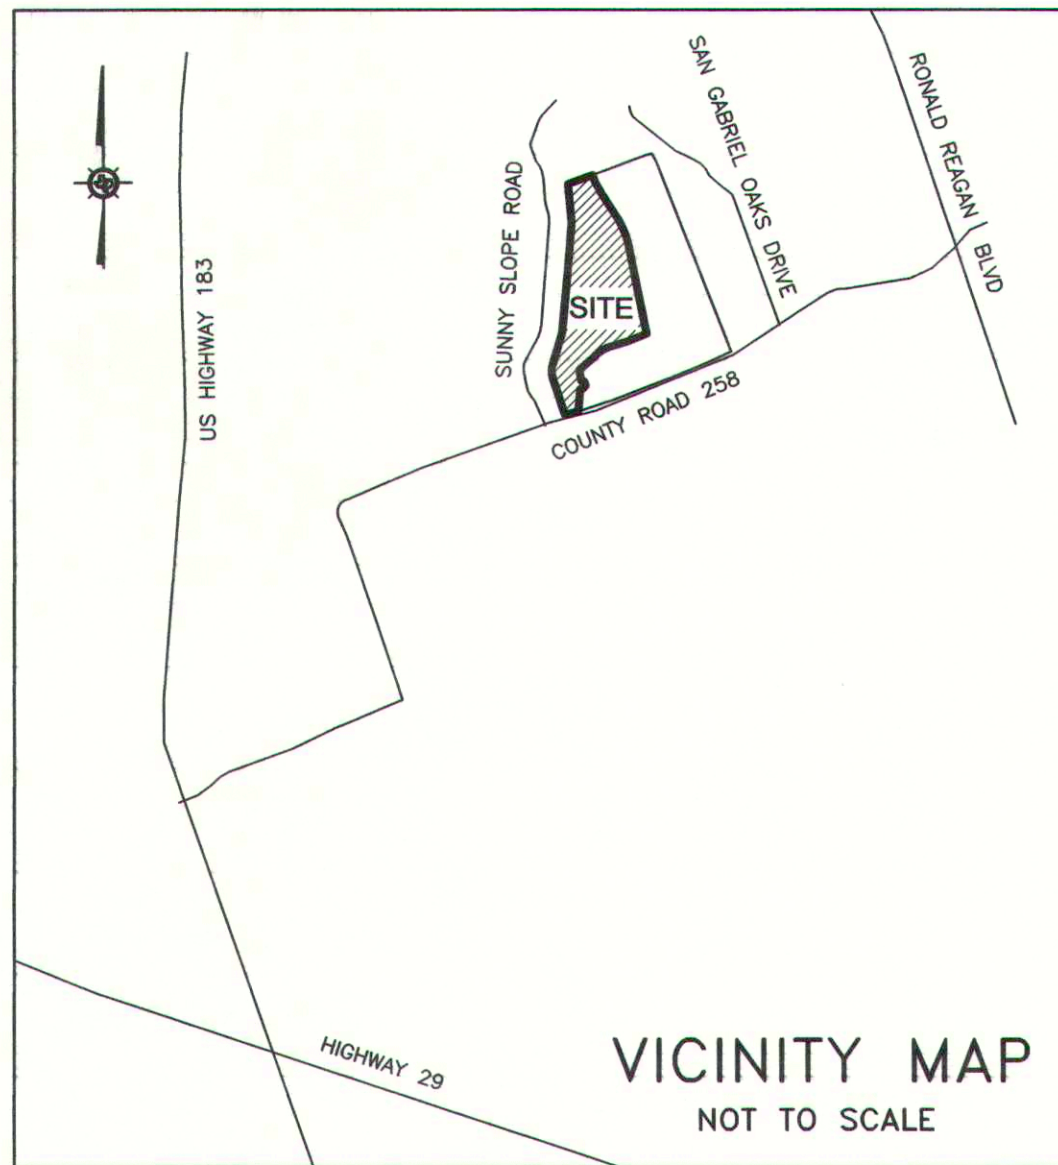 SAN GABRIEL OAKS DRIVE
RONALD REAGAN BLVD
SUNNY SLOPE ROAD
US HIGHWAY 183
SITE
COUNTY ROAD 258
HIGHWAY 29
VICINITY MAP
NOT TO SCALE